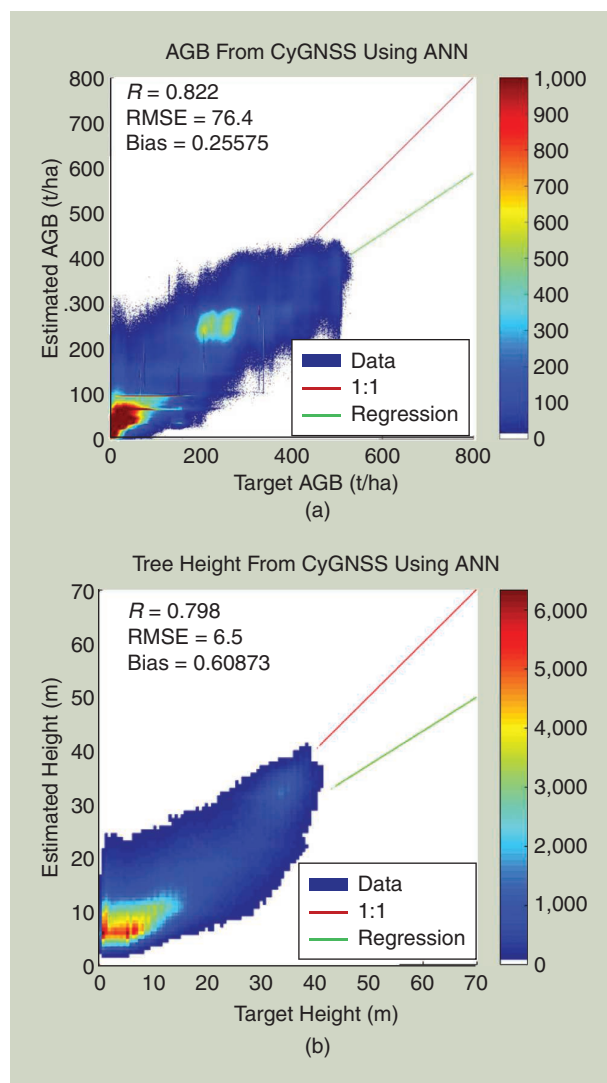 AGB From CyGNSS Using ANN
800
700
600
500
400
.300
200
100
0
R = 0.822
RMSE = 76.4
Bias = 0.25575
Estimated AGB (t/ha)
Data
1:1
Regression
0 200 400 600 800
Target AGB (t/ha)
1,000
900
800
700
600
500
400
300
200
100
0
(a)
Tree Height From CyGNSS Using ANN
70
60
50
40
30
20
10
0
R = 0.798
RMSE = 6.5
Bias = 0.60873
Estimated Height (m)
Data
1:1
Regression
0 10 20 30 40 50 60 70
Target Height (m)
6,000
5,000
4,000
3,000
2,000
1,000
0
(b)